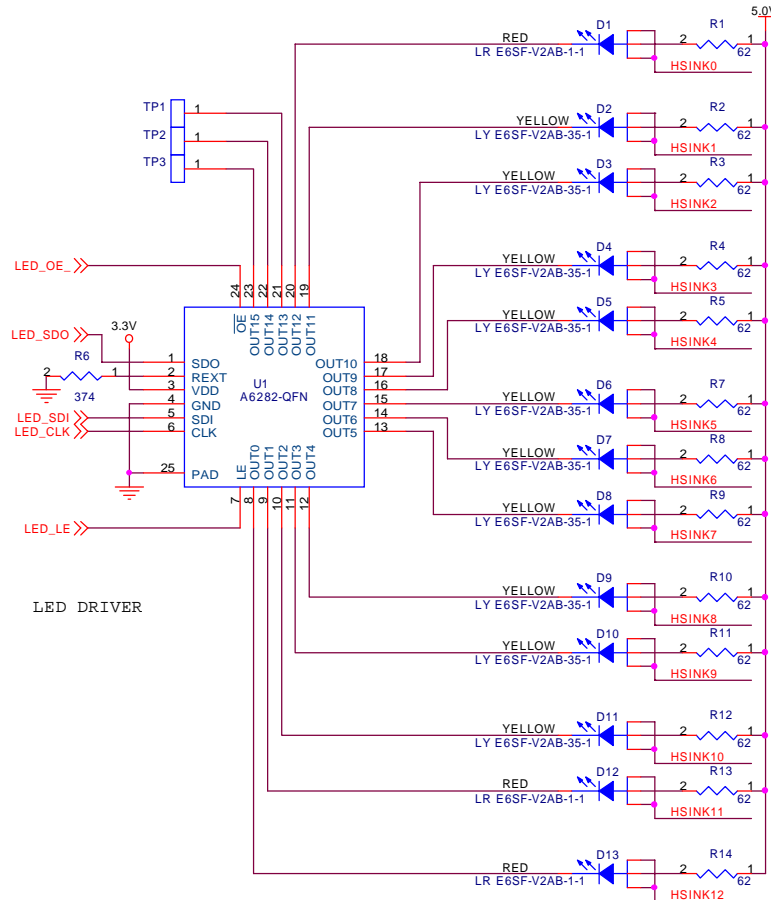 5.0V
RED
D1
R1
LR E6SF-V2AB-1-1
2
1
62
HSINK0
TP1
1
TP2
1
TP3
1
YELLOW
D2
R2
LY E6SF-V2AB-35-1
2
1
62
HSINK1
YELLOW
D3
R3
LY E6SF-V2AB-35-1
2
1
62
HSINK2
YELLOW
D4
R4
LY E6SF-V2AB-35-1
2
1
62
HSINK3
YELLOW
D5
R5
LY E6SF-V2AB-35-1
2
1
62
HSINK4
YELLOW
D6
R7
LY E6SF-V2AB-35-1
2
1
62
HSINK5
YELLOW
D7
R8
LY E6SF-V2AB-35-1
2
1
62
HSINK6
YELLOW
D8
R9
LY E6SF-V2AB-35-1
2
1
62
HSINK7
YELLOW
D9
R10
LY E6SF-V2AB-35-1
2
1
62
HSINK8
YELLOW
D10
R11
LY E6SF-V2AB-35-1
2
1
62
HSINK9
YELLOW
D11
R12
LY E6SF-V2AB-35-1
2
1
62
HSINK10
RED
D12
R13
LR E6SF-V2AB-1-1
2
1
62
HSINK11
RED
D13
R14
LR E6SF-V2AB-1-1
2
1
62
HSINK12
LED_OE_
24
23
22
21
20
19
OE
OUT15
OUT14
OUT13
OUT12
OUT11
3.3V
LED_SDO
R6
2
1
374
LED_SDI
LED_CLK
1
2
3
4
5
6
25
SDO
REXT
VDD
GND
SDI
CLK
PAD
U1
A6282-QFN
OUT10
OUT9
OUT8
OUT7
OUT6
OUT5
18
17
16
15
14
13
LE
OUT0
OUT1
OUT2
OUT3
OUT4
7
8
9
10
11
12
LED_LE
LED DRIVER